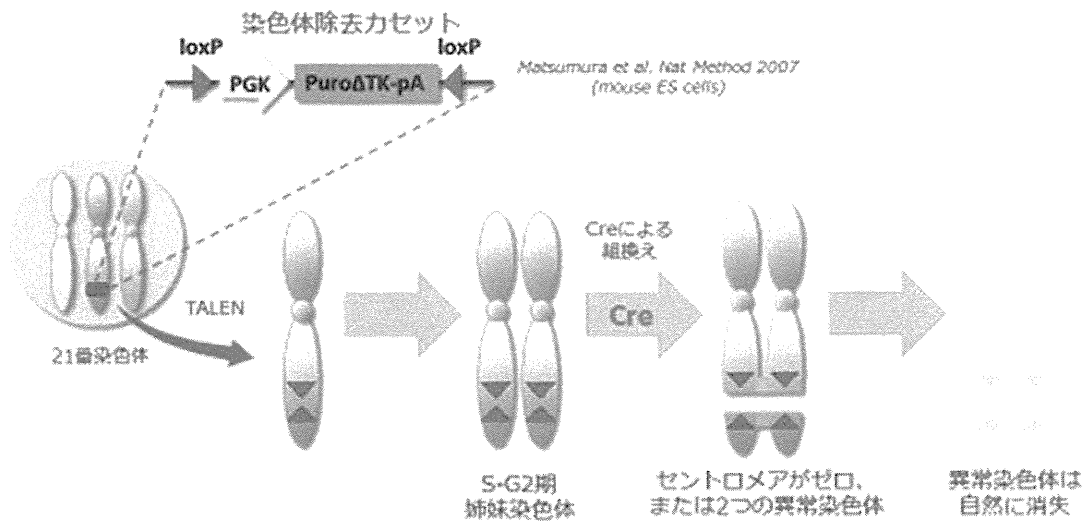 染色体除去カセット
loxP
loxP
PGK
PuroΔTK-pA
Matsumura et al. Nat Method 2007
(mouse ES cells)
21番染色体
TALEN
Creによる
組換え
Cre
S-G2期
姉妹染色体
セントロメアがゼロ、
または2つの異常染色体
異常染色体は
自然に消失